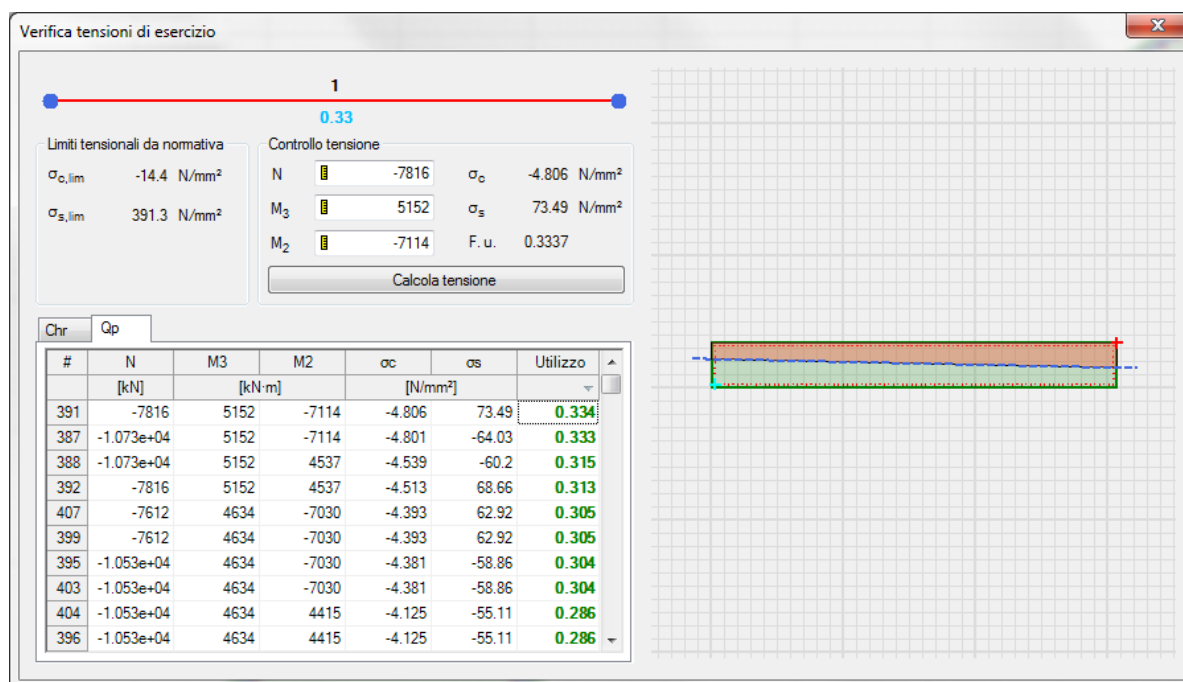 Verifica tensioni di esercizio
1
0.33
Limiti tensionali da normativa
σc,lim -14.4 N/mm²
σs,lim 391.3 N/mm²
Controllo tensione
N -7816 σc -4.806 N/mm²
M3 5152 σs 73.49 N/mm²
M2 -7114 F. u. 0.3337
Calcola tensione
Chr Qp
# N M3 M2 σc σs Utilizzo
[kN] [kN·m] [N/mm²]
391 -7816 5152 -7114 -4.806 73.49 0.334
387 -1.073e+04 5152 -7114 -4.801 -64.03 0.333
388 -1.073e+04 5152 4537 -4.539 -60.2 0.315
392 -7816 5152 4537 -4.513 68.66 0.313
407 -7612 4634 -7030 -4.393 62.92 0.305
399 -7612 4634 -7030 -4.393 62.92 0.305
395 -1.053e+04 4634 -7030 -4.381 -58.86 0.304
403 -1.053e+04 4634 -7030 -4.381 -58.86 0.304
404 -1.053e+04 4634 4415 -4.125 -55.11 0.286
396 -1.053e+04 4634 4415 -4.125 -55.11 0.286